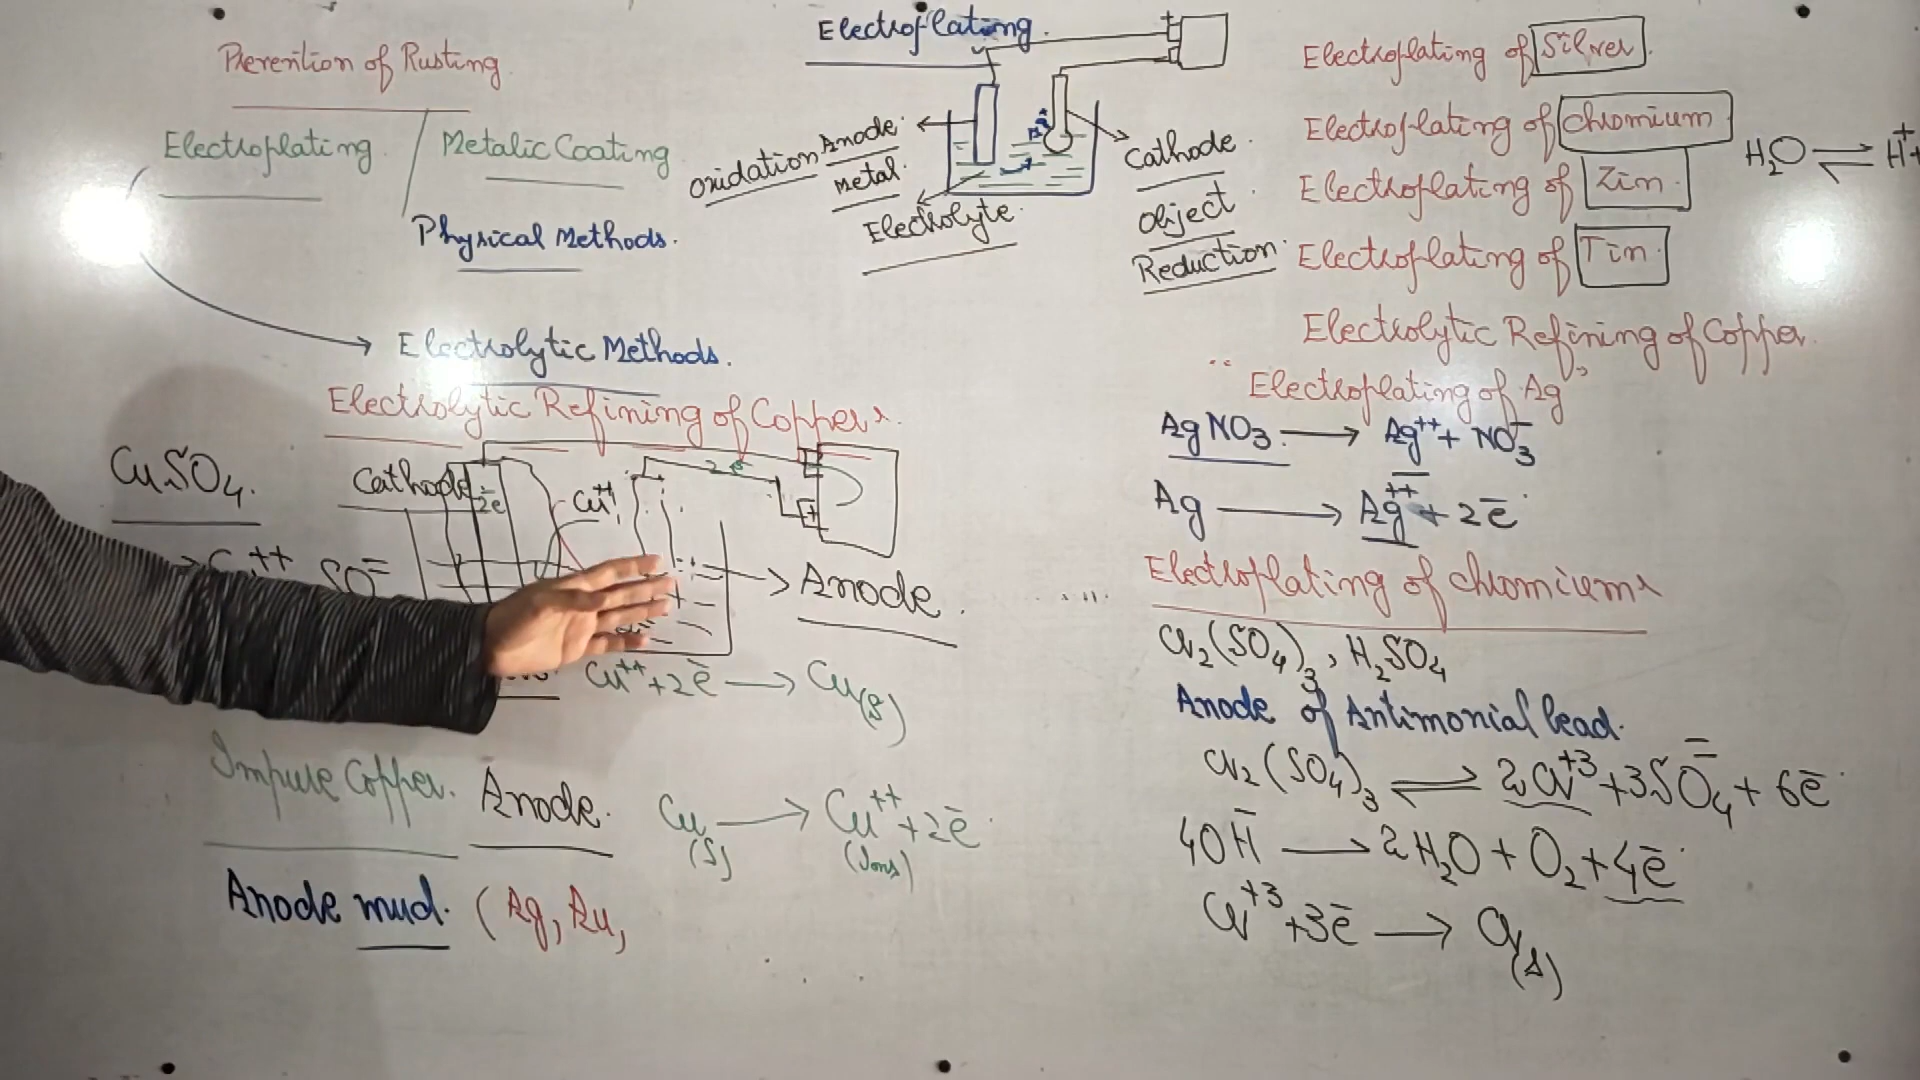 Prerention of Rusting
Electroplating
Metalic Coating
Physical Methods.
Electrolytic Methods.
Electroplating.
+
-
oxidation
Anode
Metal.
Electrolyte.
Cathode.
object
Reduction.
Electroplating of Silver.
Electroplating of chromium
Electroplating of Zin.
Electroplating of Tin.
Electrolytic Refining of Copper.
H₂O ⇌ H⁺+
Electrolytic Refining of Copper:
CuSO₄.
Cathode
2e⁻
Cu⁺⁺
2e⁻
+
Anode.
SO₄⁼
Cu⁺⁺+2e⁻ → Cu(s)
Impure Copper. Anode.
Cu(s) → Cu⁺⁺+2e⁻
(Ions)
Anode mud. (Ag, Au,
"Electroplating of Ag"
AgNO₃ → Ag⁺⁺+ NO₃⁻
Ag → Ag⁺⁺+ 2e⁻
Electroplating of chromium:
Cr₂(SO₄)₃, H₂SO₄
Anode of Antimonial lead.
Cr₂(SO₄)₃ ⇌ 2Cr⁺³+3SO₄⁼+ 6e⁻
4OH⁻ → 2H₂O + O₂+4e⁻
Cr⁺³+3e⁻ → Cr(s)